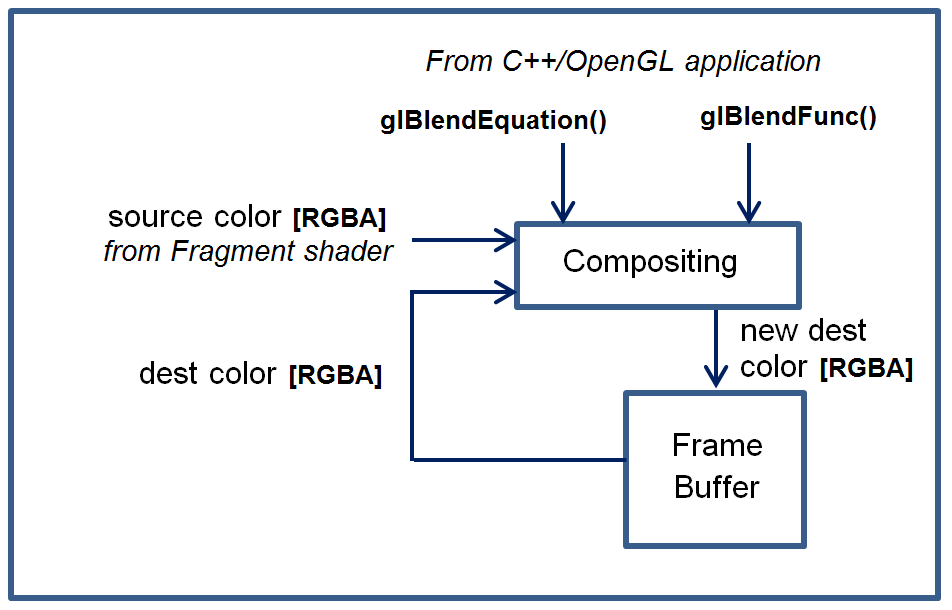 From C++/OpenGL application
glBlendEquation()
glBlendFunc()
source color [RGBA]
from Fragment shader
Compositing
new dest
color [RGBA]
dest color [RGBA]
Frame
Buffer